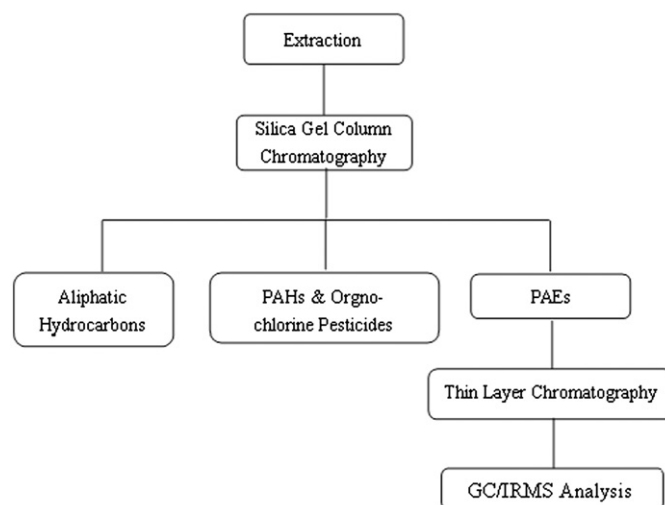 Extraction
Silica Gel Column
Chromatography
Aliphatic
Hydrocarbons
PAHs & Orgno-
chlorine Pesticides
PAEs
Thin Layer Chromatography
GC/IRMS Analysis